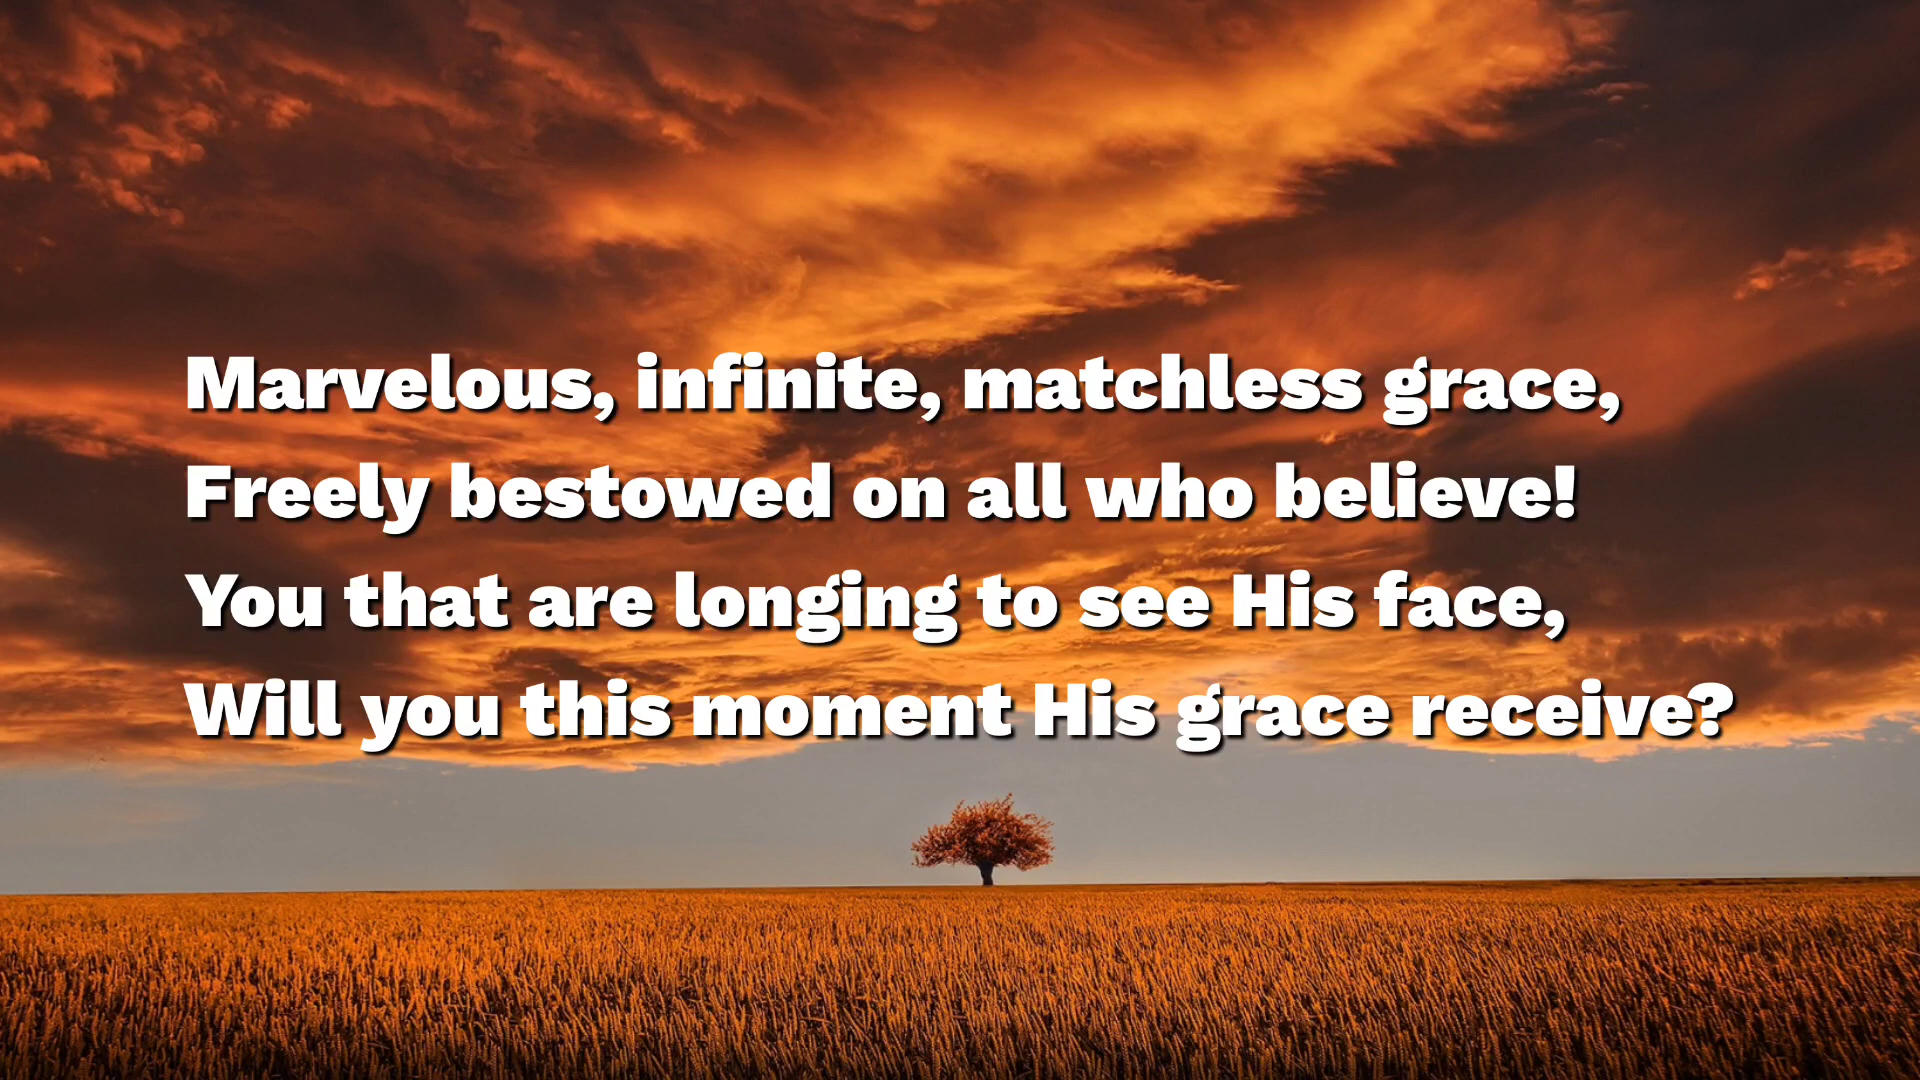 Marvelous, infinite, matchless grace,
Freely bestowed on all who believe!
You that are longing to see His face,
Will you this moment His grace receive?